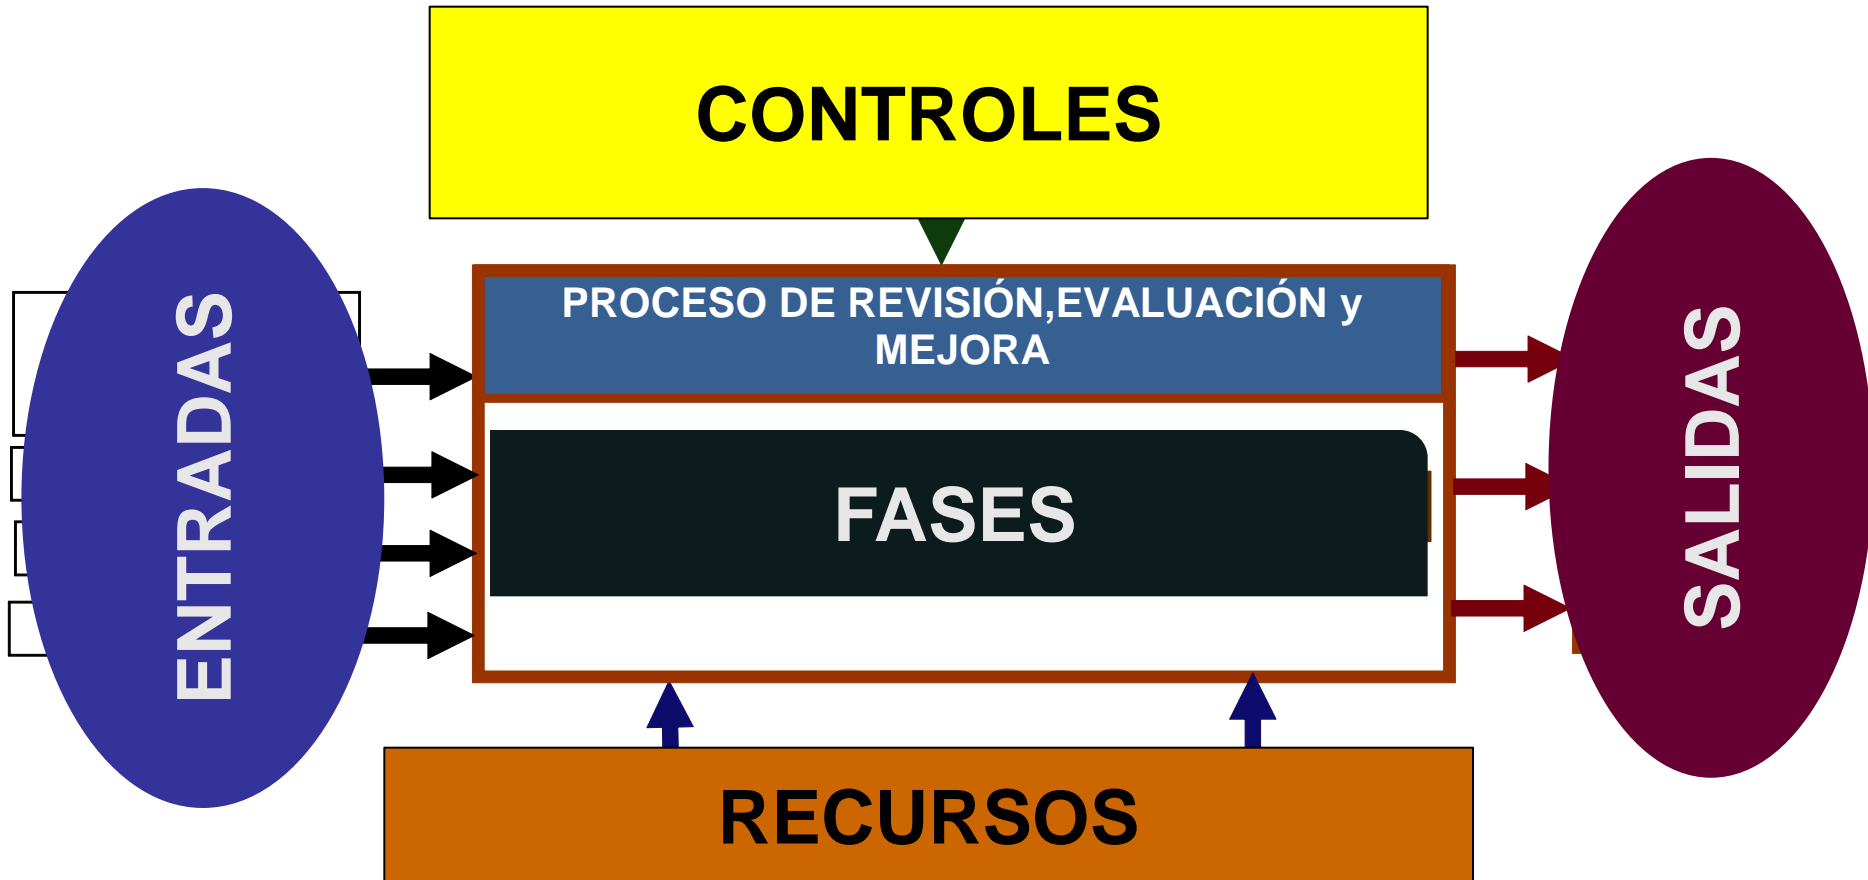 CONTROLES
ENTRADAS
PROCESO DE REVISIÓN,EVALUACIÓN y
MEJORA
FASES
SALIDAS
RECURSOS